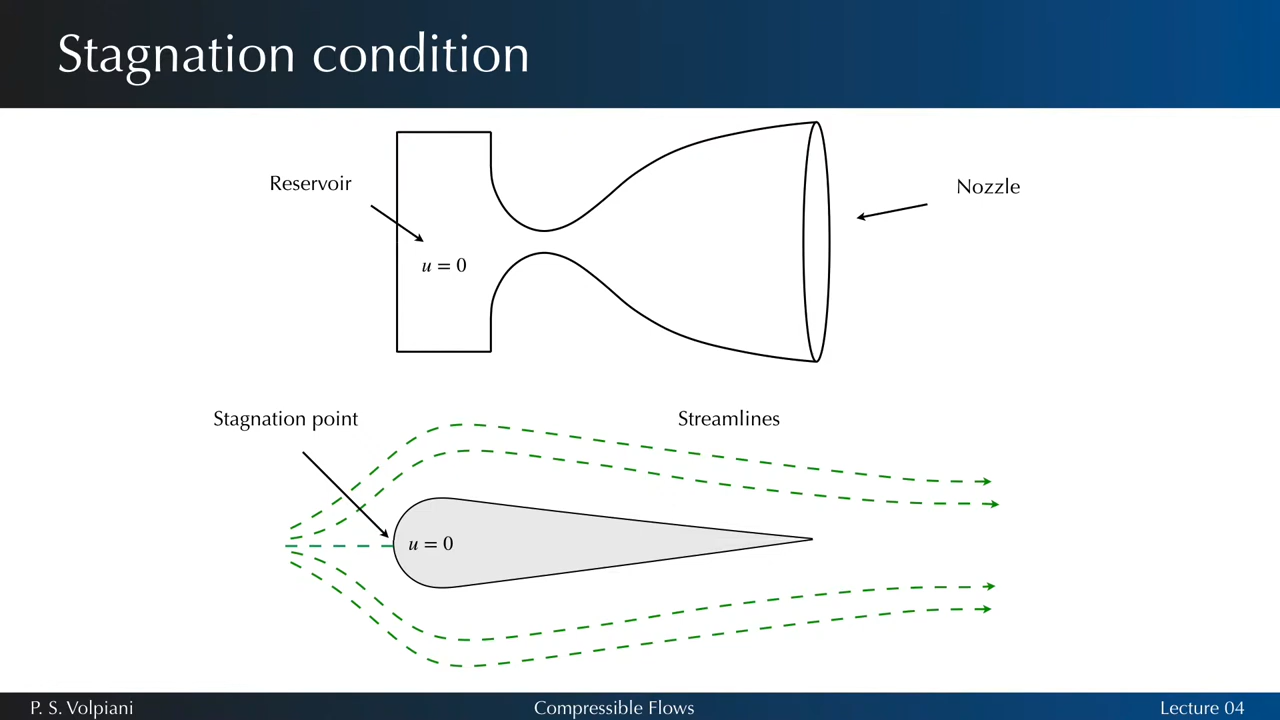 Stagnation condition
Reservoir
Nozzle
u = 0
Stagnation point
Streamlines
u = 0
P. S. Volpiani
Compressible Flows
Lecture 04